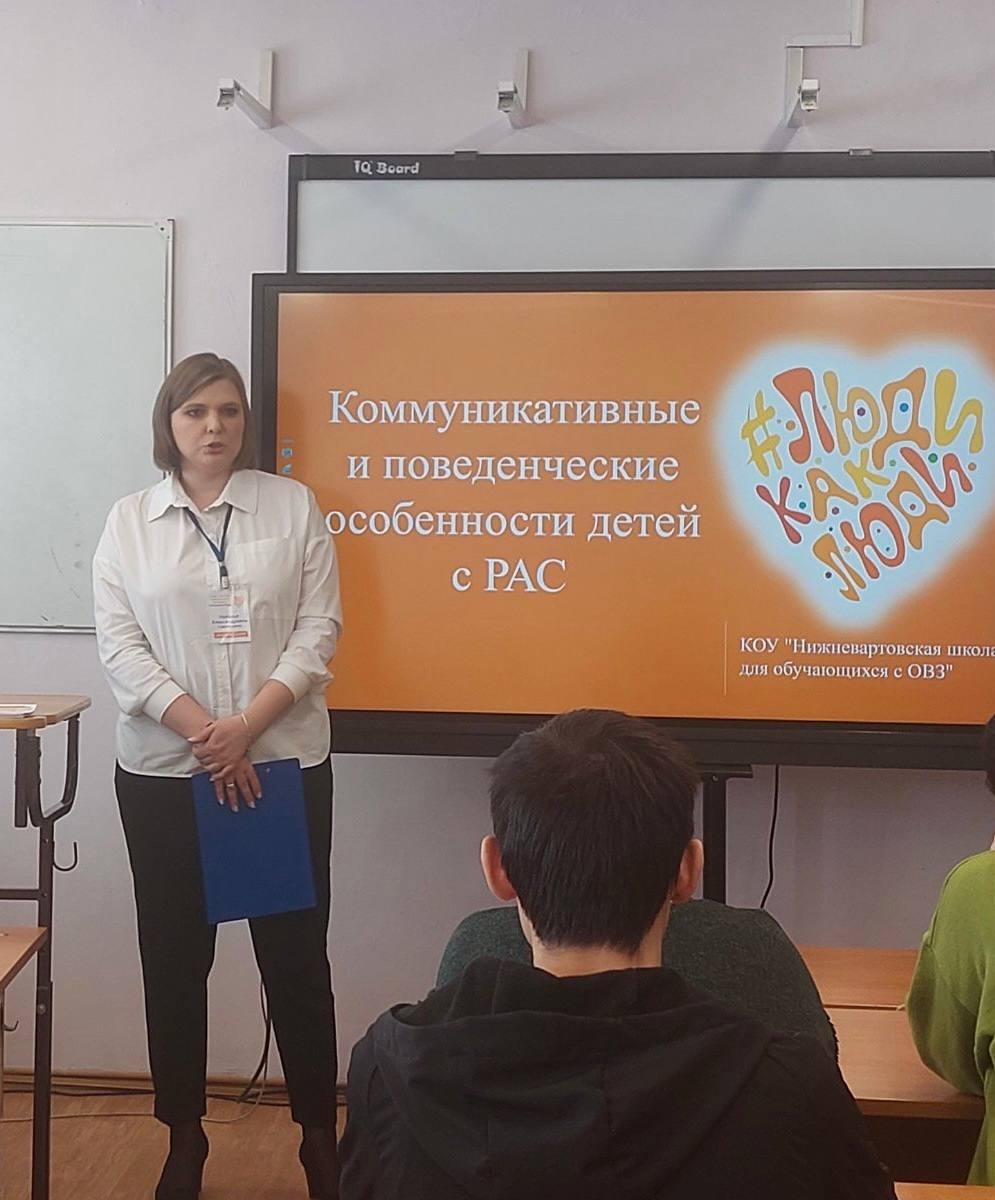 IQ Board
Коммуникативные
и поведенческие
особенности детей
с РАС
#ЛЮДИ
КАК
ЛЮДИ
КОУ "Нижневартовская школа
для обучающихся с ОВЗ"